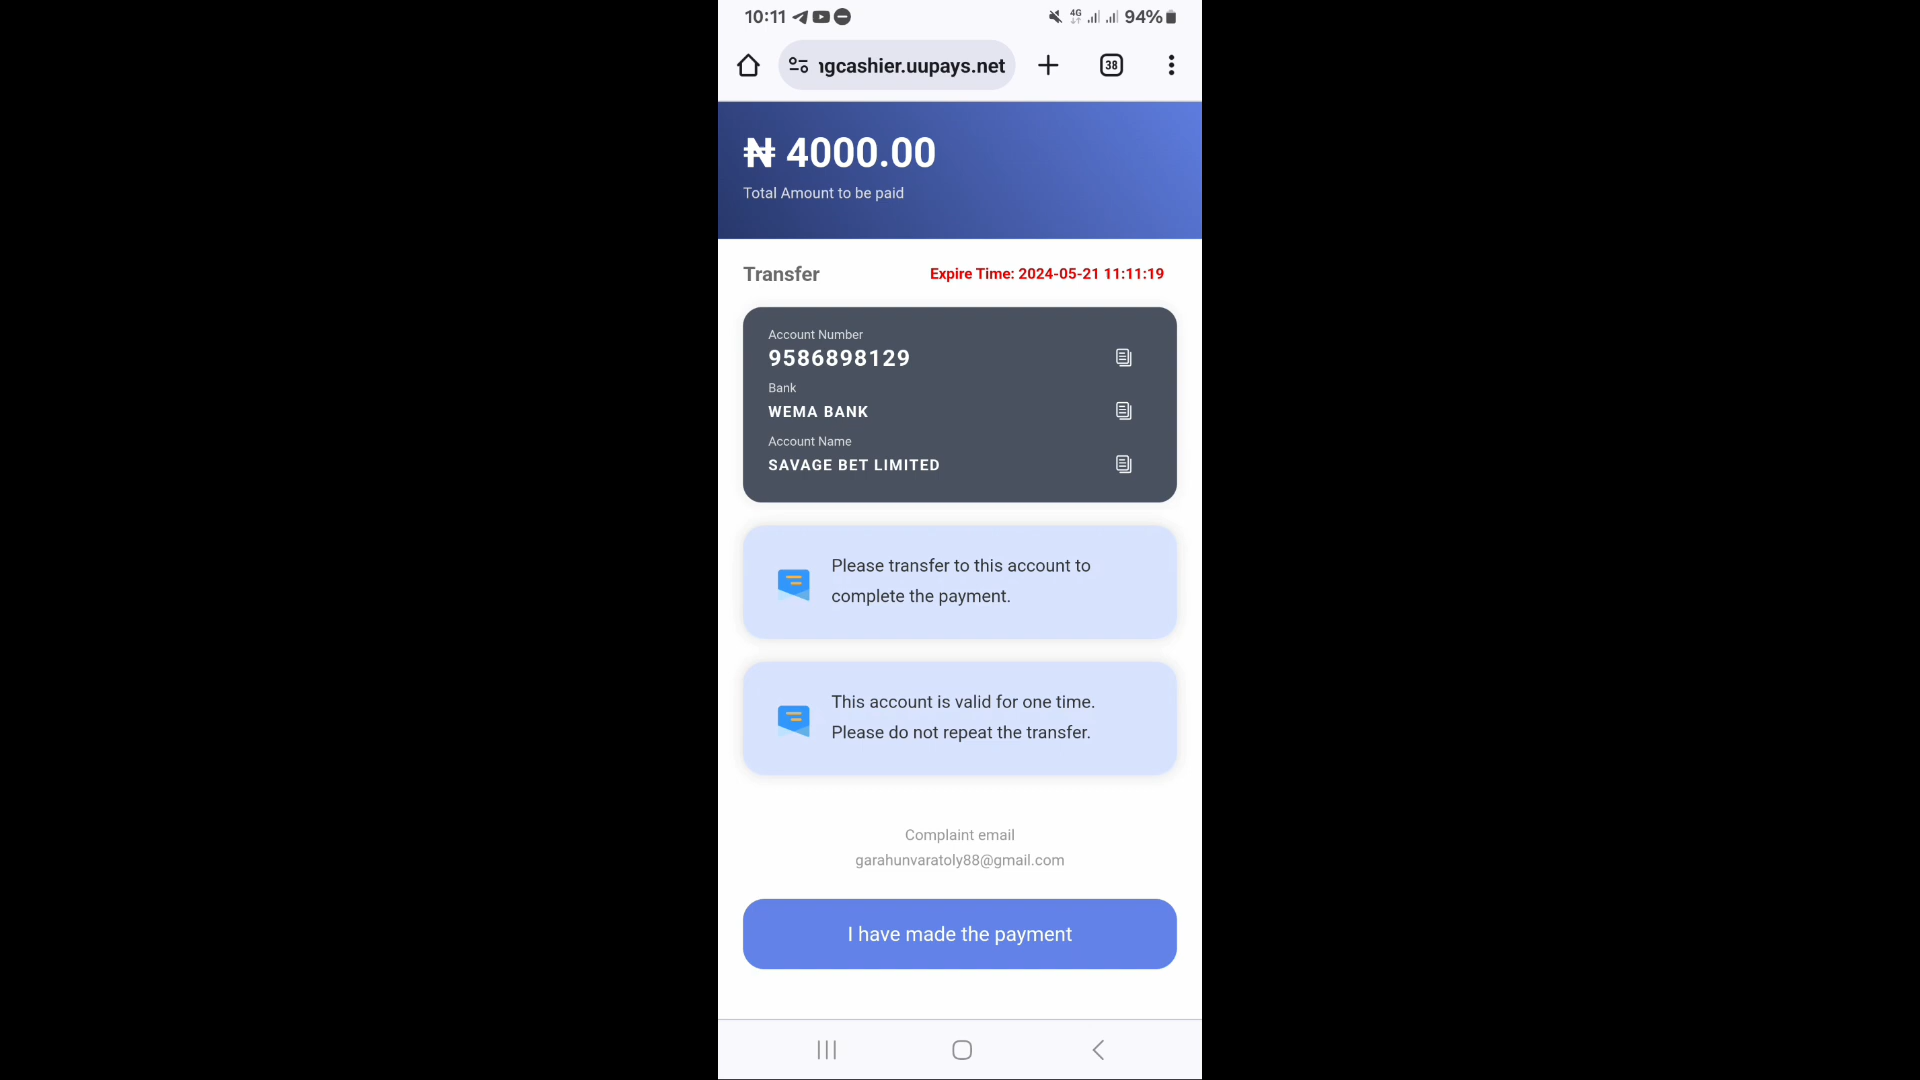 10:11 4G 94%
ngcashier.uupays.net 38
₦ 4000.00
Total Amount to be paid
Transfer Expire Time: 2024-05-21 11:11:19
Account Number
9586898129
Bank
WEMA BANK
Account Name
SAVAGE BET LIMITED
Please transfer to this account to
complete the payment.
This account is valid for one time.
Please do not repeat the transfer.
Complaint email
garahunvaratoly88@gmail.com
I have made the payment